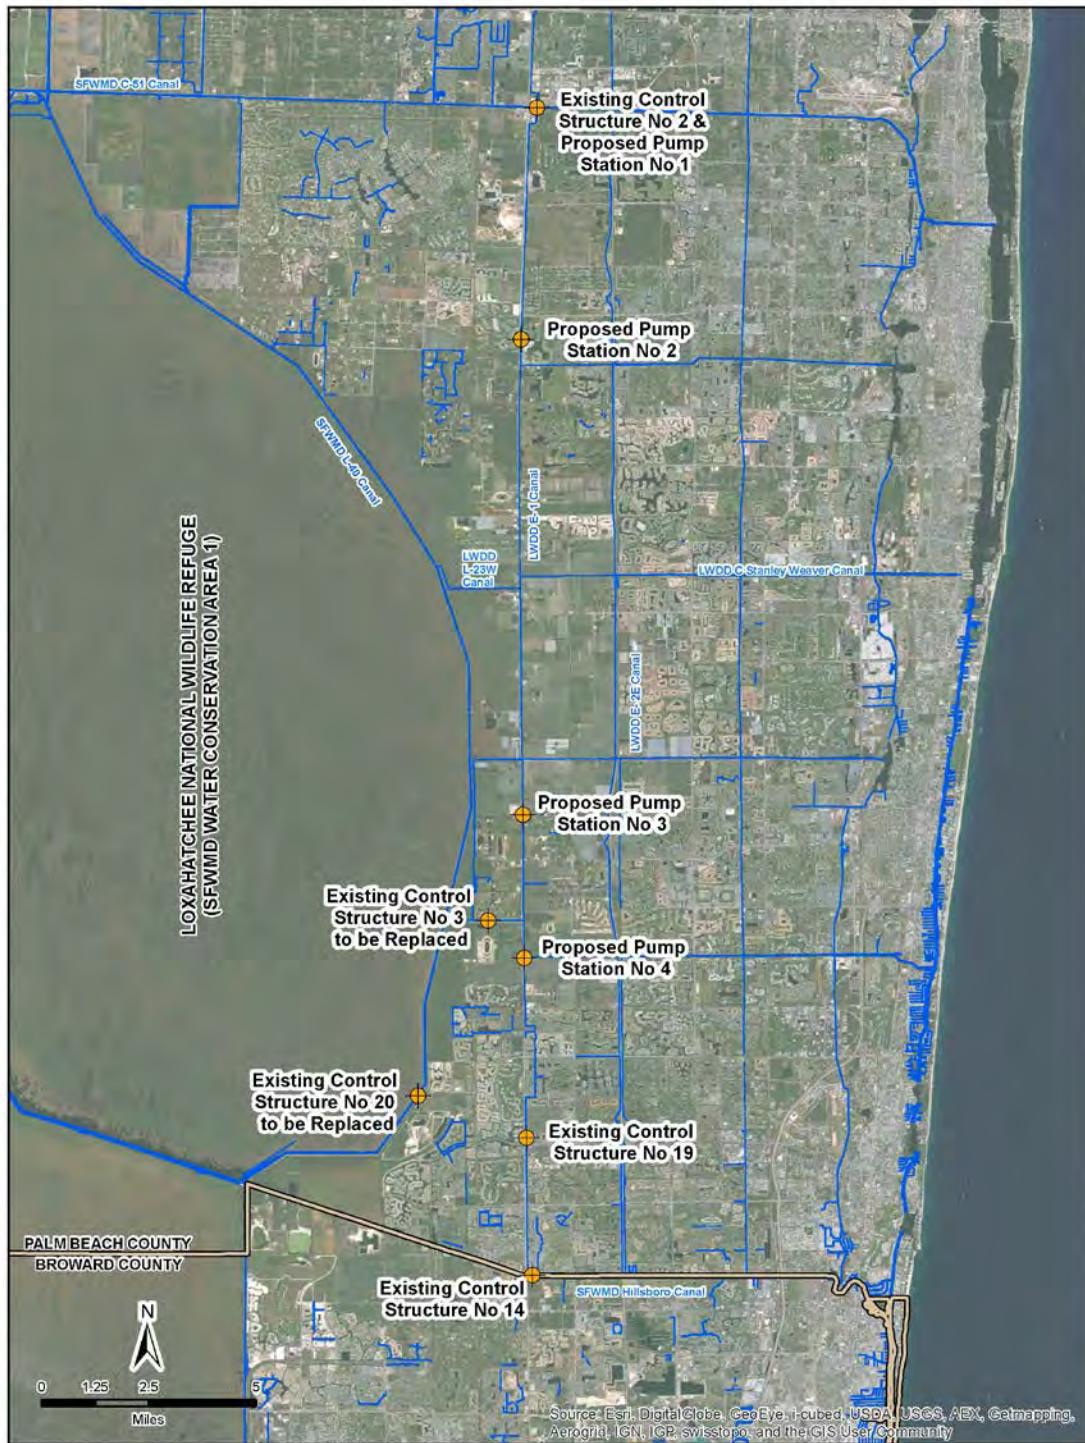 SFWMD C-51 Canal
Existing Control
Structure No 2 &
Proposed Pump
Station No 1
Proposed Pump
Station No 2
SFWMD L-40 Canal
LWDD E-1 Canal
LOXAHATCHEE NATIONAL WILDLIFE REFUGE
(SFWMD WATER CONSERVATION AREA 1)
LWDD
L-23W
Canal
LWDD C Stanley Weaver Canal
LWDD E-2E Canal
Proposed Pump
Station No 3
Existing Control
Structure No 3
to be Replaced
Proposed Pump
Station No 4
Existing Control
Structure No 20
to be Replaced
Existing Control
Structure No 19
PALM BEACH COUNTY
BROWARD COUNTY
Existing Control
Structure No 14
SFWMD Hillsboro Canal
N
0 1.25 2.5 5
Miles
Source: Esri, DigitalGlobe, GeoEye, i-cubed, USDA, USGS, AEX, Getmapping,
Aerogrid, IGN, IGP, swisstopo, and the GIS User Community